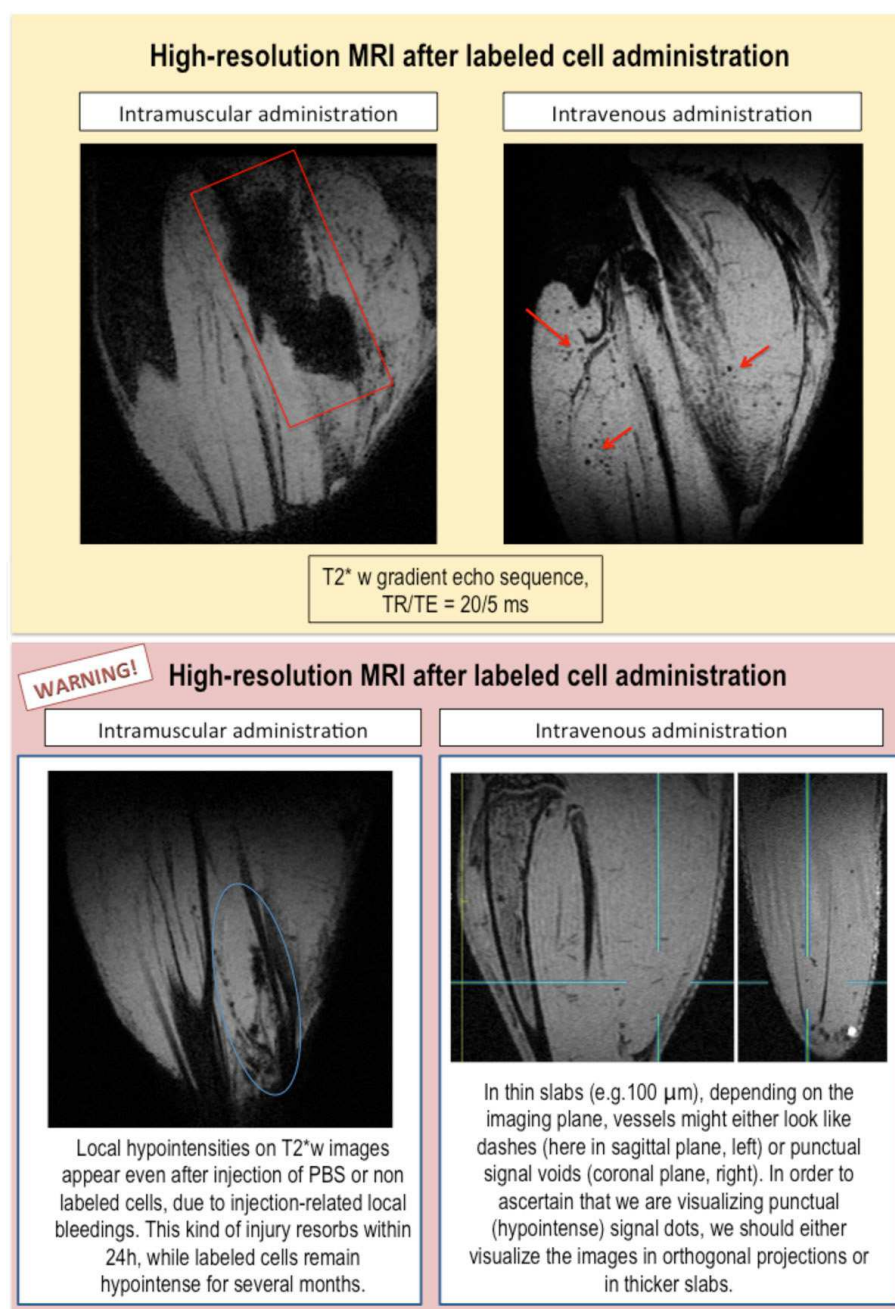 High-resolution MRI after labeled cell administration
Intramuscular administration
Intravenous administration
T2* w gradient echo sequence,
TR/TE = 20/5 ms
WARNING!
High-resolution MRI after labeled cell administration
Intramuscular administration
Intravenous administration
Local hypointensities on T2*w images
appear even after injection of PBS or non
labeled cells, due to injection-related local
bleedings. This kind of injury resorbs within
24h, while labeled cells remain
hypointense for several months.
In thin slabs (e.g.100 µm), depending on the
imaging plane, vessels might either look like
dashes (here in sagittal plane, left) or punctual
signal voids (coronal plane, right). In order to
ascertain that we are visualizing punctual
(hypointense) signal dots, we should either
visualize the images in orthogonal projections or
in thicker slabs.